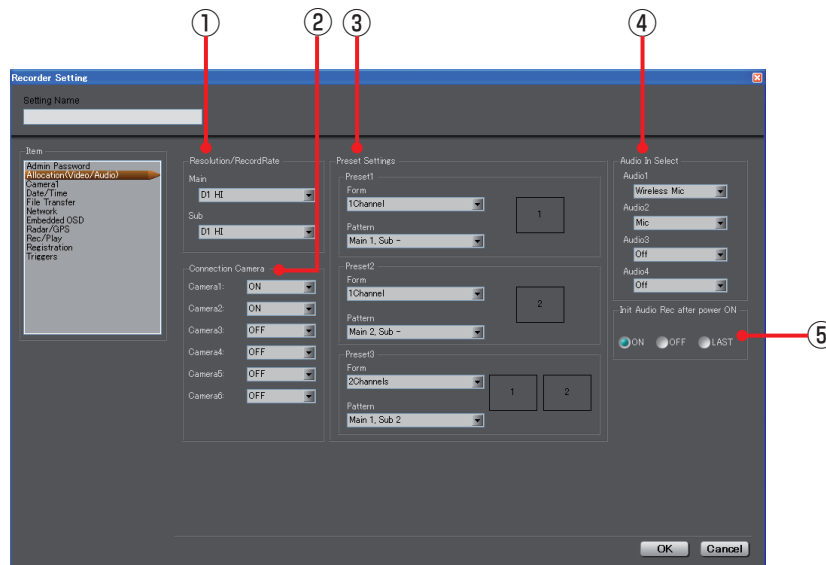 ① ② ③ ④
Recorder Setting
Setting Name
Item
Admin Password
Allocation(Video/Audio)
Camera1
Date/Time
File Transfer
Network
Embedded OSD
Radar/GPS
Rec/Play
Registration
Triggers
Resolution/RecordRate
Main
D1 HI
Sub
D1 HI
Connection Camera
Camera1: ON
Camera2: ON
Camera3: OFF
Camera4: OFF
Camera5: OFF
Camera6: OFF
Preset Settings
Preset1
Form
1Channel
Pattern
Main 1, Sub -
1
Preset2
Form
1Channel
Pattern
Main 2, Sub -
2
Preset3
Form
2Channels
Pattern
Main 1, Sub 2
1 2
Audio In Select
Audio1
Wireless Mic
Audio2
Mic
Audio3
Off
Audio4
Off
Init Audio Rec after power ON
ON OFF LAST
⑤
OK Cancel